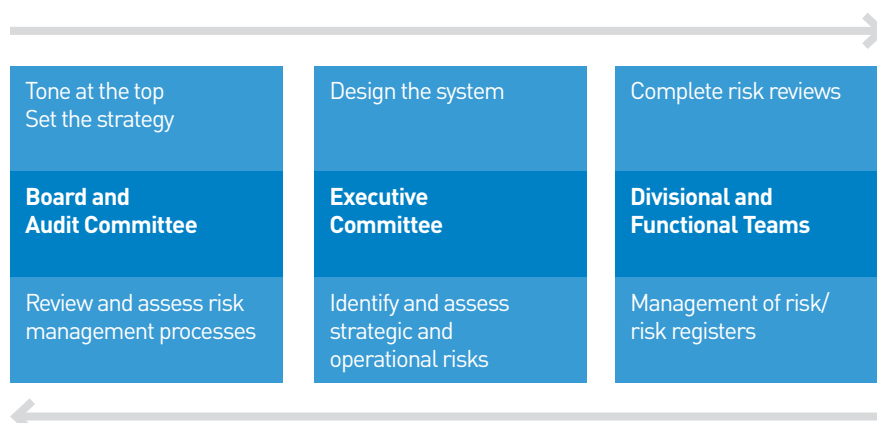 Tone at the top
Set the strategy
Board and
Audit Committee
Review and assess risk
management processes
Design the system
Executive
Committee
Identify and assess
strategic and
operational risks
Complete risk reviews
Divisional and
Functional Teams
Management of risk/
risk registers